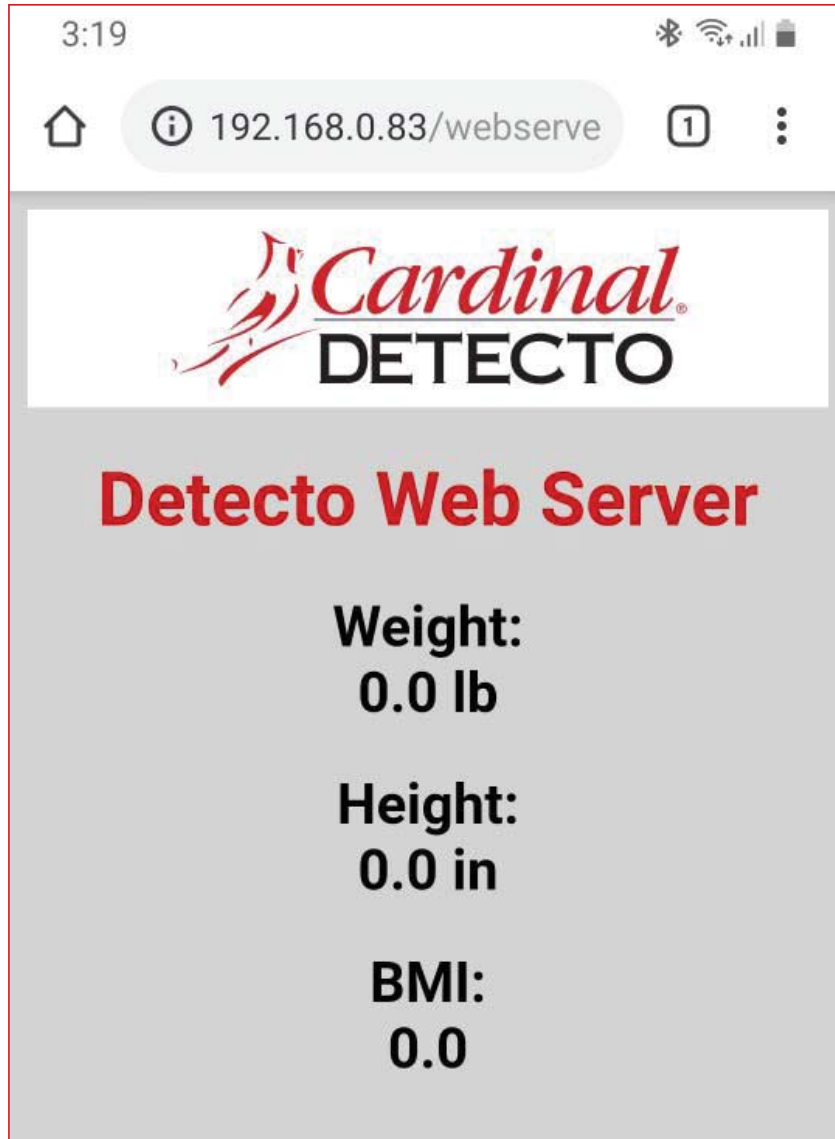 3:19
192.168.0.83/webserve
1
Cardinal®
DETECTO
Detecto Web Server
Weight:
0.0 lb
Height:
0.0 in
BMI:
0.0